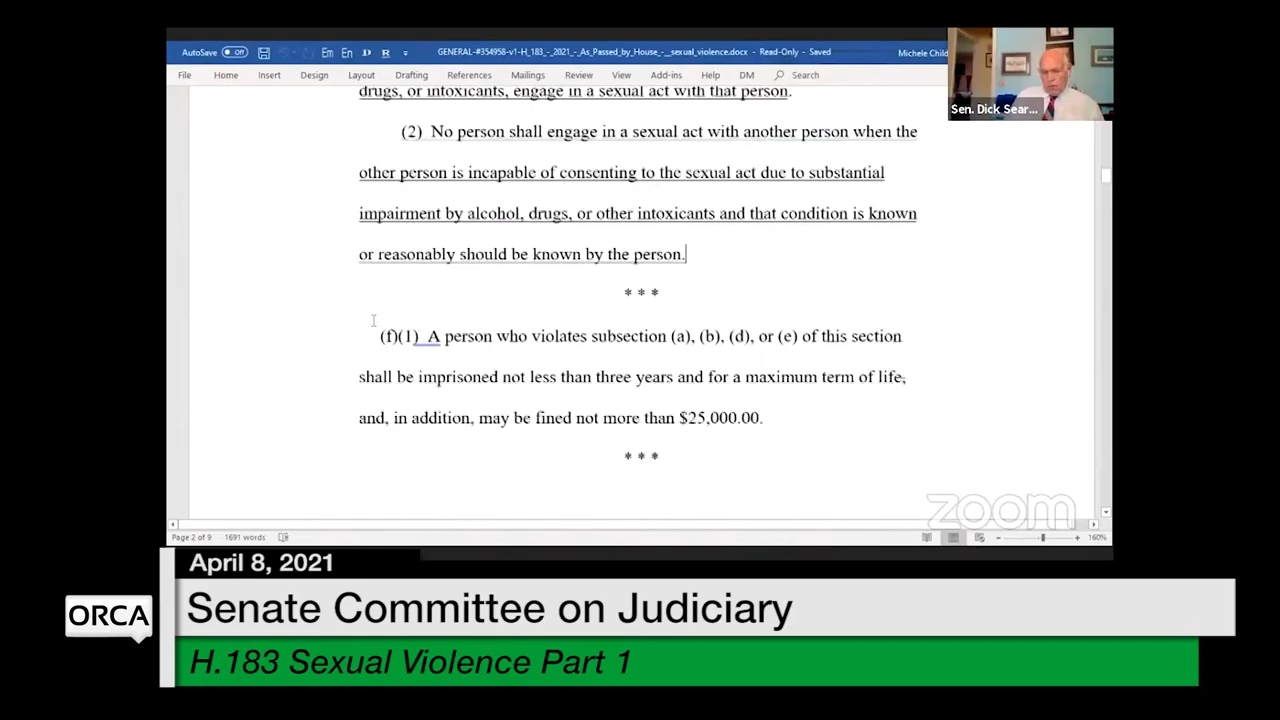 AutoSave Off
GENERAL-#354958-v1-H_183_-_2021_-_As_Passed_by_House_-_sexual_violence.docx - Read-Only - Saved
Michele Child
File Home Insert Design Layout Drafting References Mailings Review View Add-ins Help DM Search
Sen. Dick Sear...
drugs, or intoxicants, engage in a sexual act with that person.
(2) No person shall engage in a sexual act with another person when the
other person is incapable of consenting to the sexual act due to substantial
impairment by alcohol, drugs, or other intoxicants and that condition is known
or reasonably should be known by the person.
* * *
(f)(1) A person who violates subsection (a), (b), (d), or (e) of this section
shall be imprisoned not less than three years and for a maximum term of life,
and, in addition, may be fined not more than $25,000.00.
* * *
zoom
Page 2 of 9 1691 words 160%
April 8, 2021
ORCA
Senate Committee on Judiciary
H.183 Sexual Violence Part 1